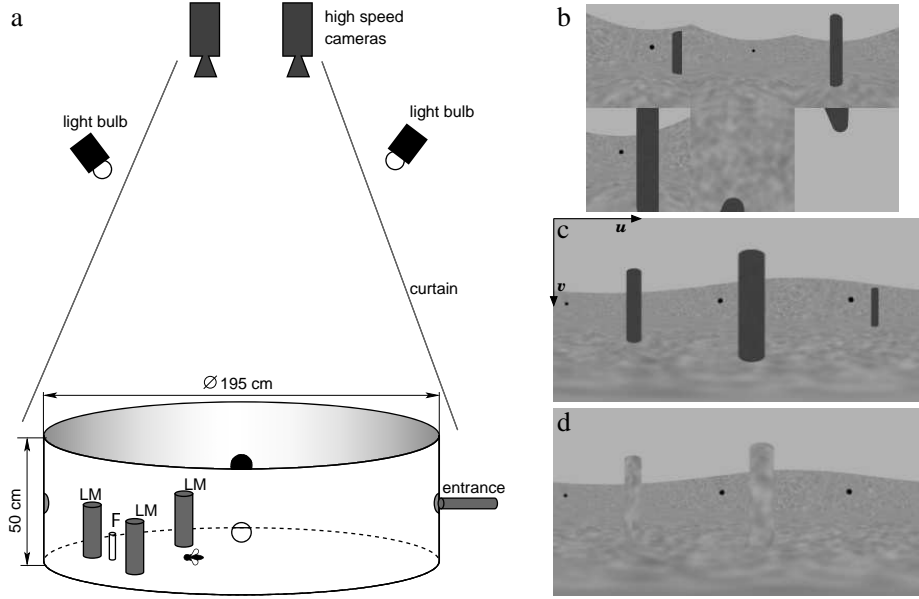 a
high speed
cameras
light bulb
light bulb
curtain
Ø 195 cm
50 cm
LM
F
LM
LM
entrance
b
c
u
v
d